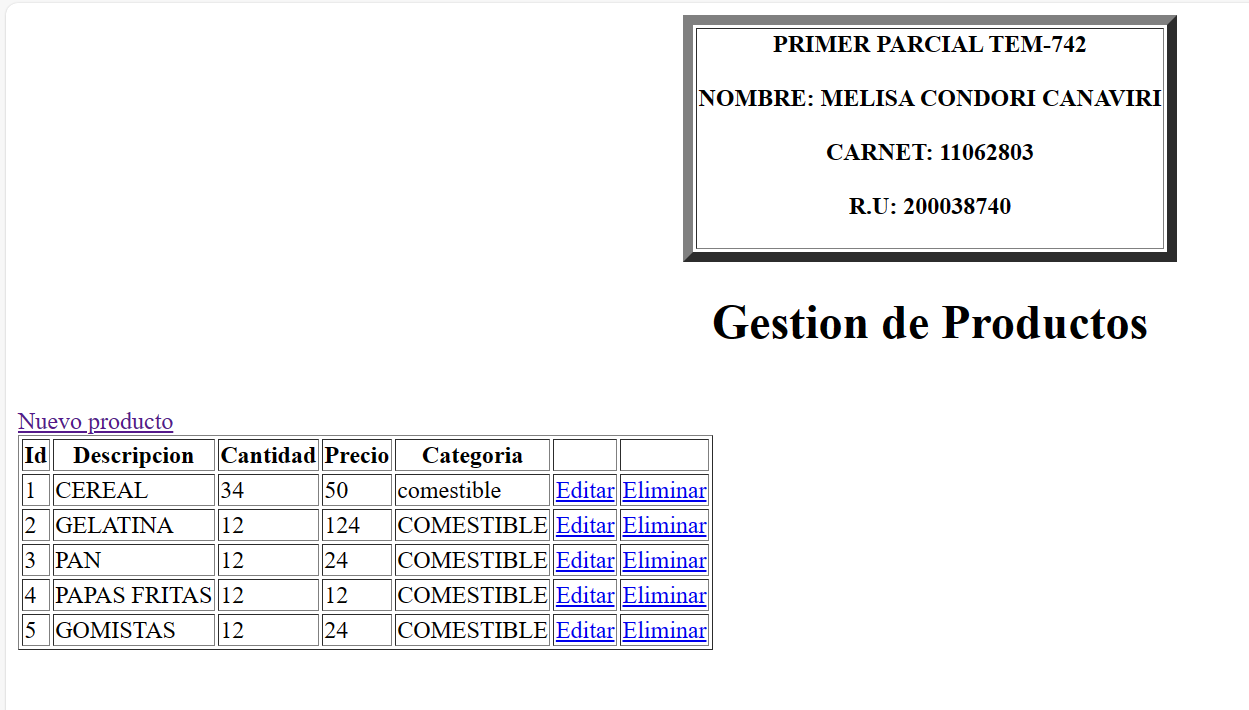 PRIMER PARCIAL TEM-742
NOMBRE: MELISA CONDORI CANAVIRI
CARNET: 11062803
R.U: 200038740
Gestion de Productos
Nuevo producto
Id Descripcion Cantidad Precio Categoria
1 CEREAL 34 50 comestible Editar Eliminar
2 GELATINA 12 124 COMESTIBLE Editar Eliminar
3 PAN 12 24 COMESTIBLE Editar Eliminar
4 PAPAS FRITAS 12 12 COMESTIBLE Editar Eliminar
5 GOMISTAS 12 24 COMESTIBLE Editar Eliminar